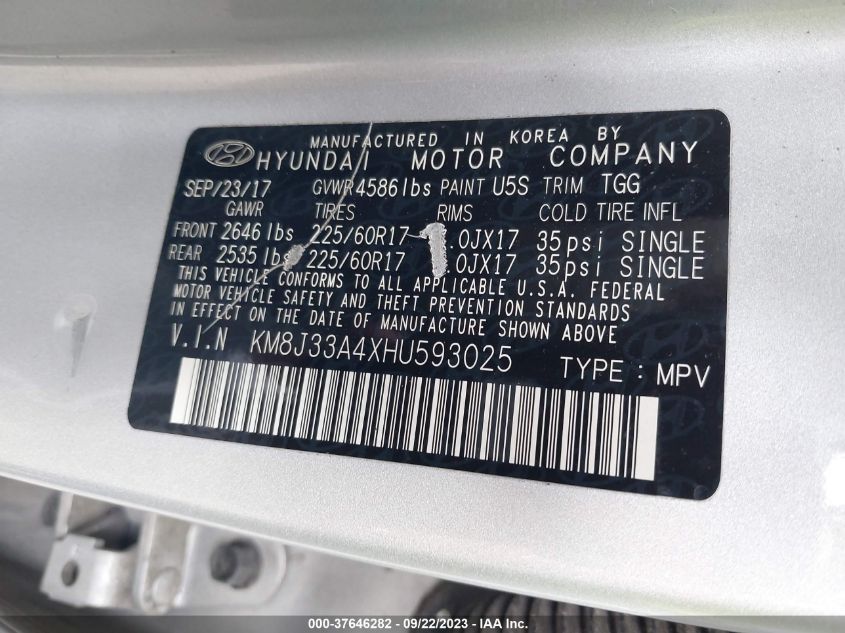 MANUFACTURED IN KOREA BY
HYUNDAI MOTOR COMPANY
SEP/23/17 GVWR 4586lbs PAINT U5S TRIM TGG
GAWR TIRES RIMS COLD TIRE INFL
FRONT 2646lbs 225/60R17 .0JX17 35psi SINGLE
REAR 2535lbs 225/60R17 .0JX17 35psi SINGLE
THIS VEHICLE CONFORMS TO ALL APPLICABLE U.S.A. FEDERAL
MOTOR VEHICLE SAFETY AND THEFT PREVENTION STANDARDS
IN EFFECT ON THE DATE OF MANUFACTURE SHOWN ABOVE
V.I.N KM8J33A4XHU593025 TYPE : MPV
000-37646282 - 09/22/2023 - IAA Inc.